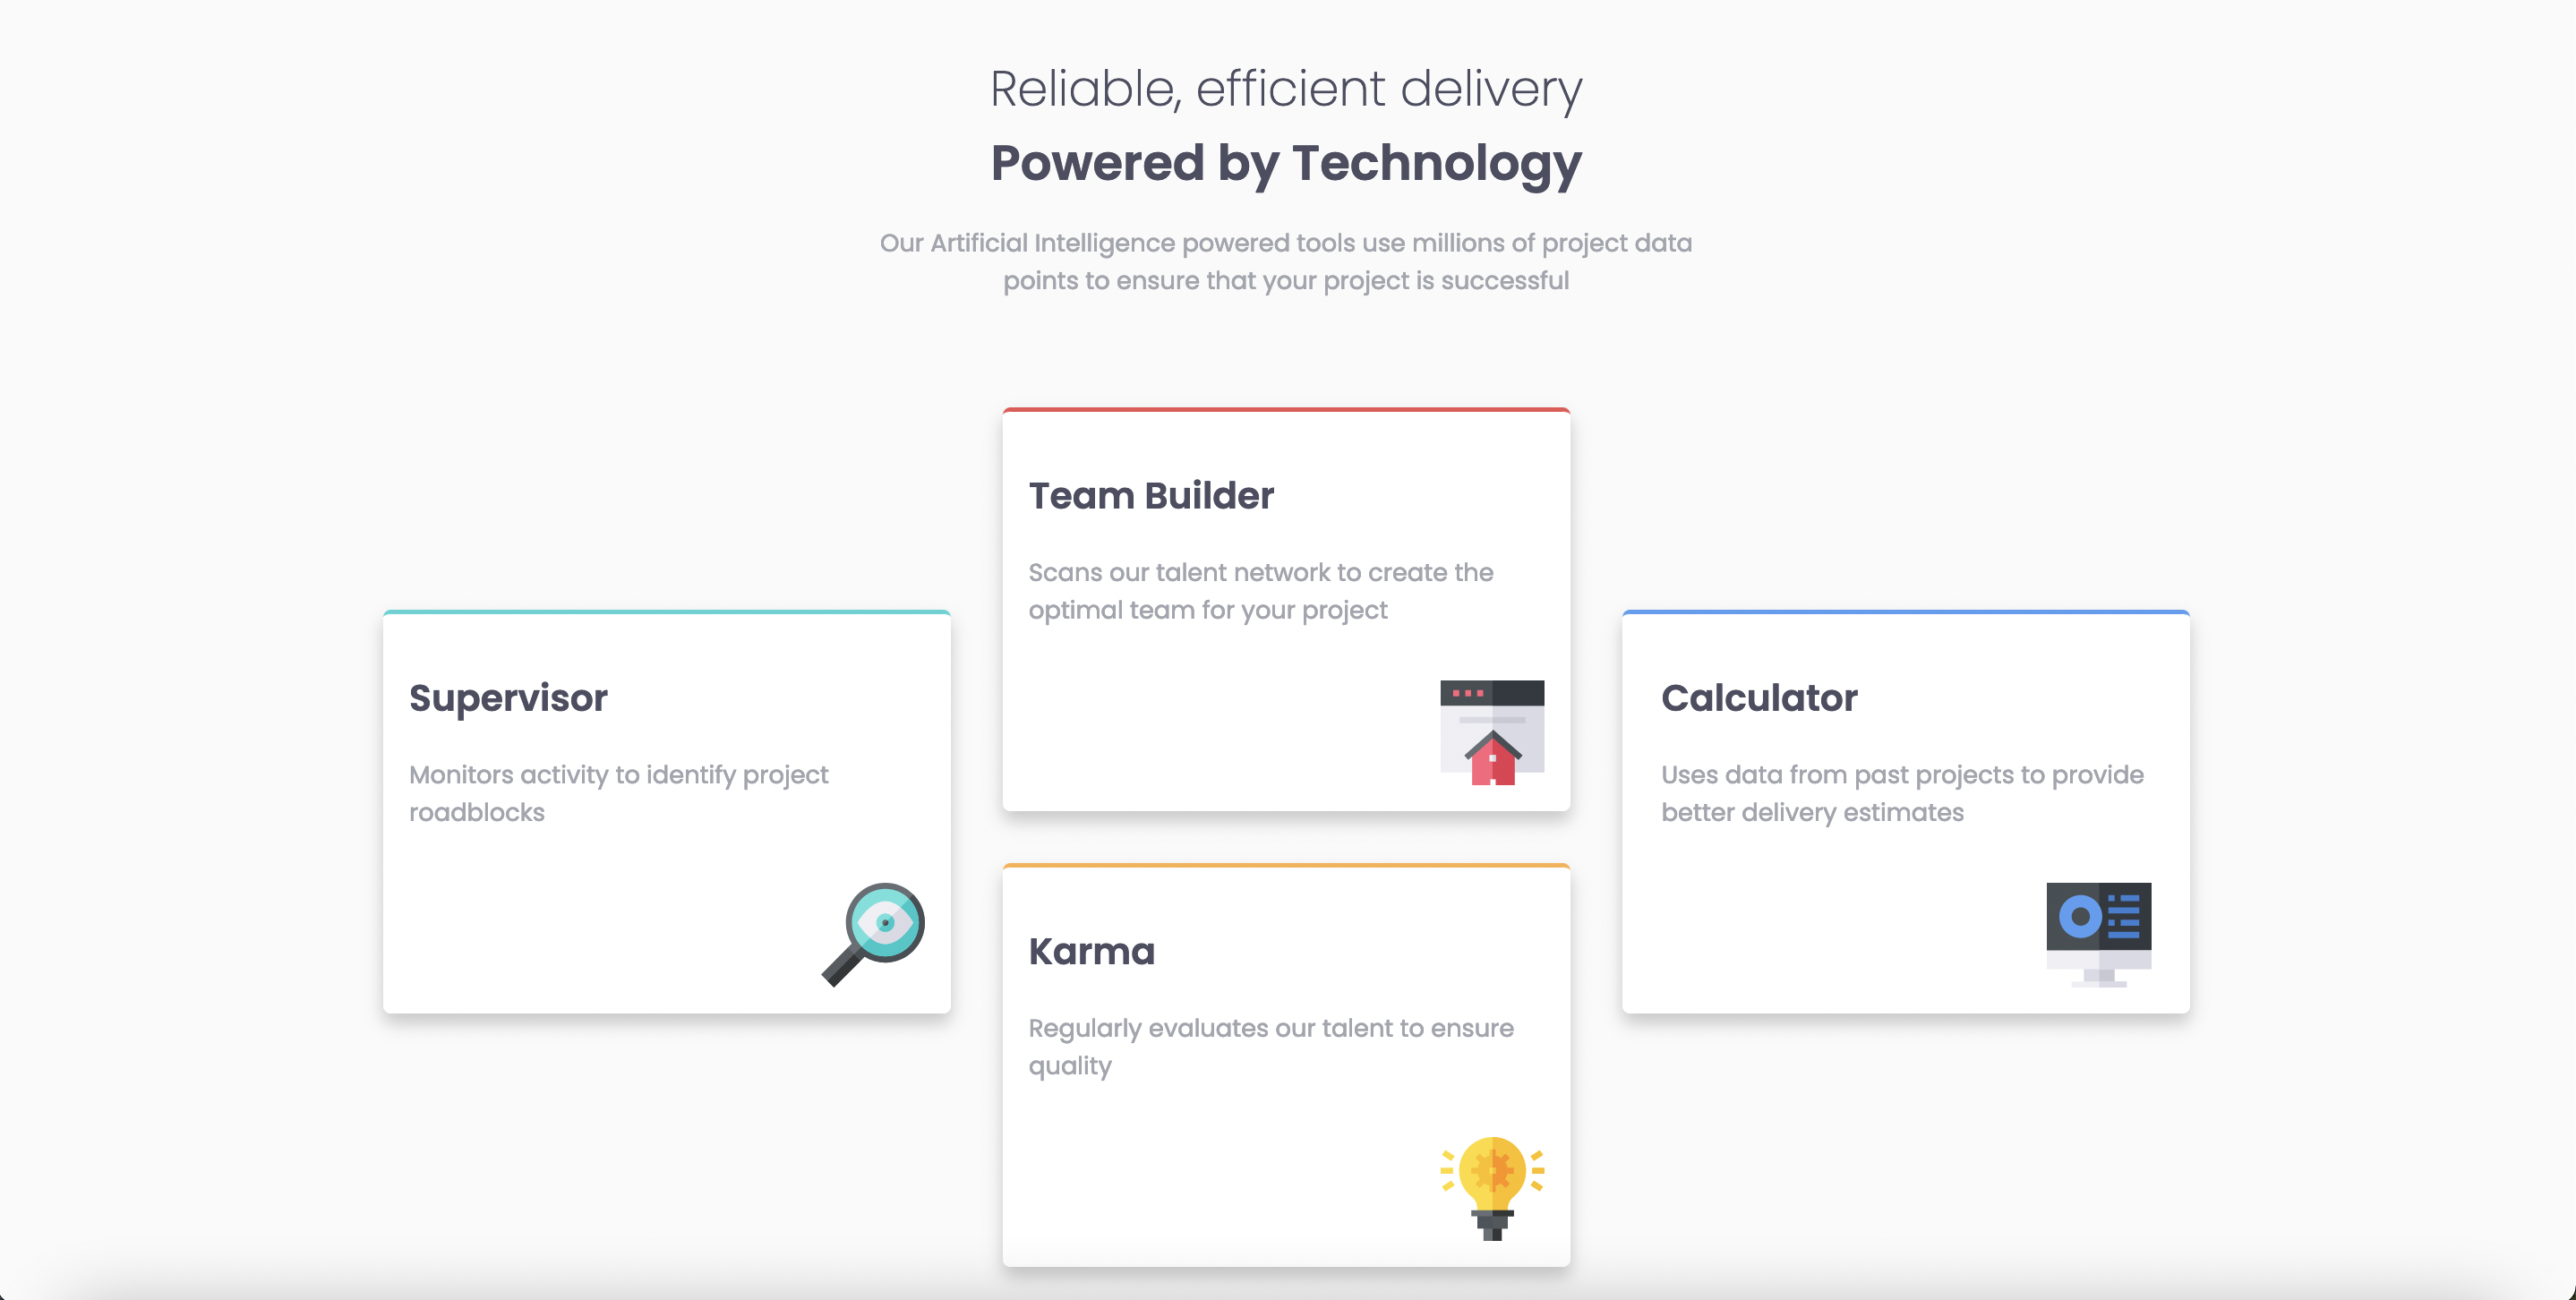 Reliable, efficient delivery
Powered by Technology
Our Artificial Intelligence powered tools use millions of project data
points to ensure that your project is successful
Supervisor
Monitors activity to identify project
roadblocks
Team Builder
Scans our talent network to create the
optimal team for your project
Karma
Regularly evaluates our talent to ensure
quality
Calculator
Uses data from past projects to provide
better delivery estimates